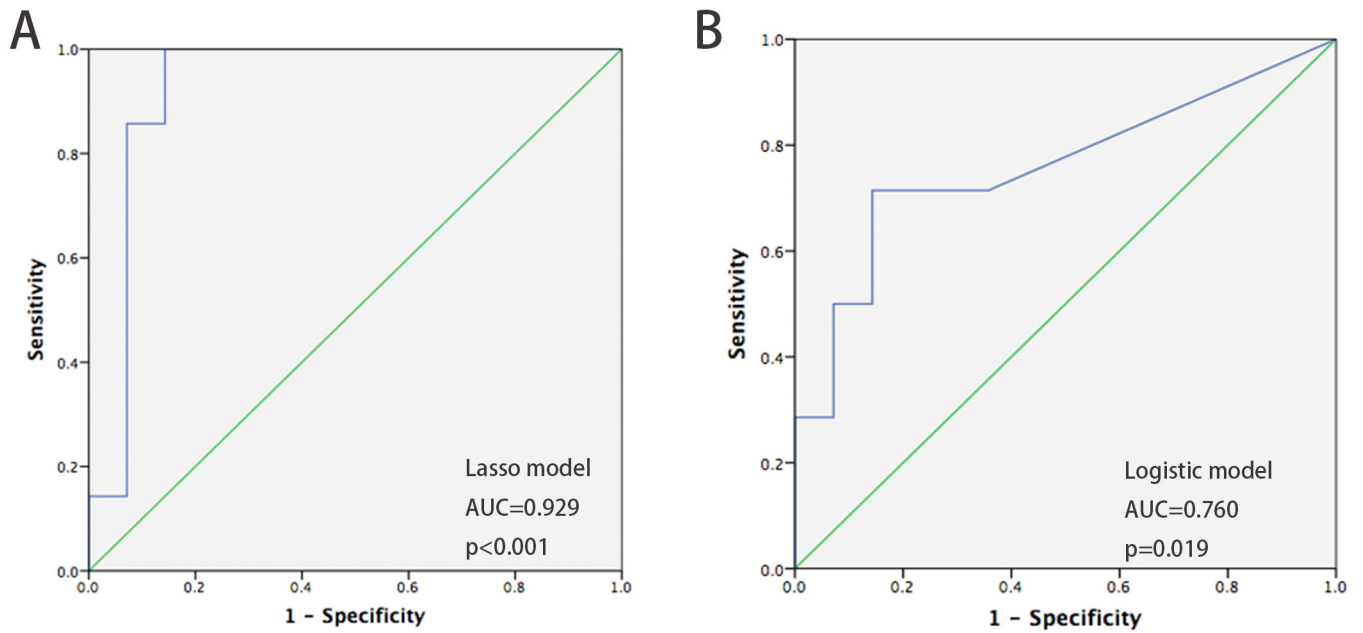 A
1.0
0.8
0.6
0.4
0.2
0.0
Sensitivity
0.0 0.2 0.4 0.6 0.8 1.0
1 – Specificity
Lasso model
AUC=0.929
p<0.001
B
1.0
0.8
0.6
0.4
0.2
0.0
Sensitivity
0.0 0.2 0.4 0.6 0.8 1.0
1 – Specificity
Logistic model
AUC=0.760
p=0.019